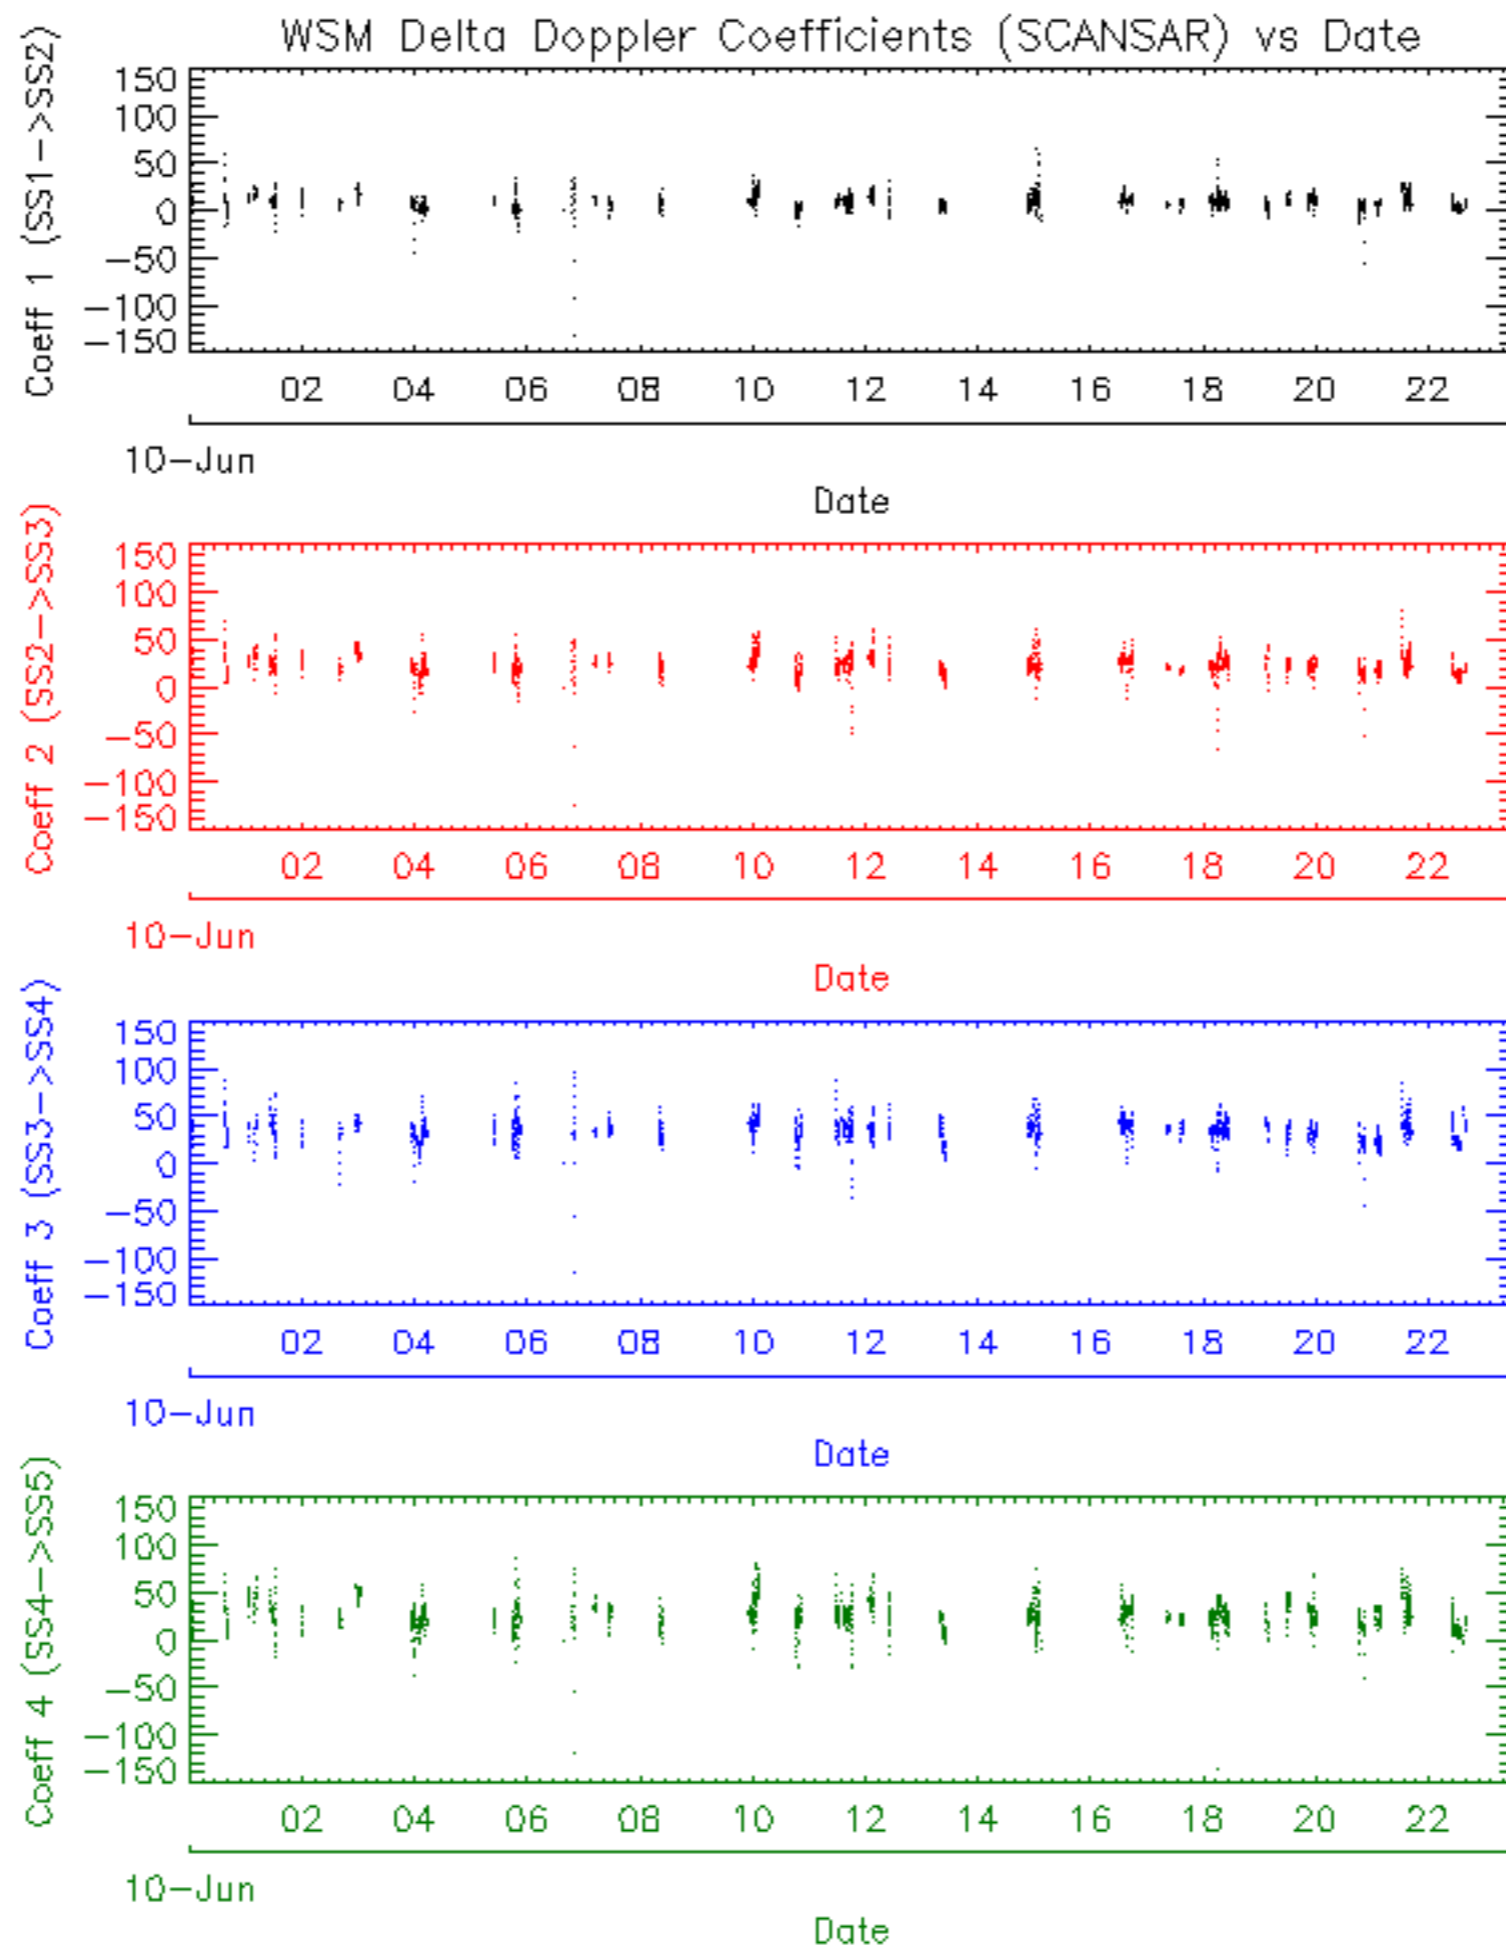 WSM Delta Doppler Coefficients (SCANSAR) vs Date
Coeff 1 (SS1->SS2)
150
100
50
0
-50
-100
-150
02 04 06 08 10 12 14 16 18 20 22
10-Jun
Date
Coeff 2 (SS2->SS3)
150
100
50
0
-50
-100
-150
02 04 06 08 10 12 14 16 18 20 22
10-Jun
Date
Coeff 3 (SS3->SS4)
150
100
50
0
-50
-100
-150
02 04 06 08 10 12 14 16 18 20 22
10-Jun
Date
Coeff 4 (SS4->SS5)
150
100
50
0
-50
-100
-150
02 04 06 08 10 12 14 16 18 20 22
10-Jun
Date